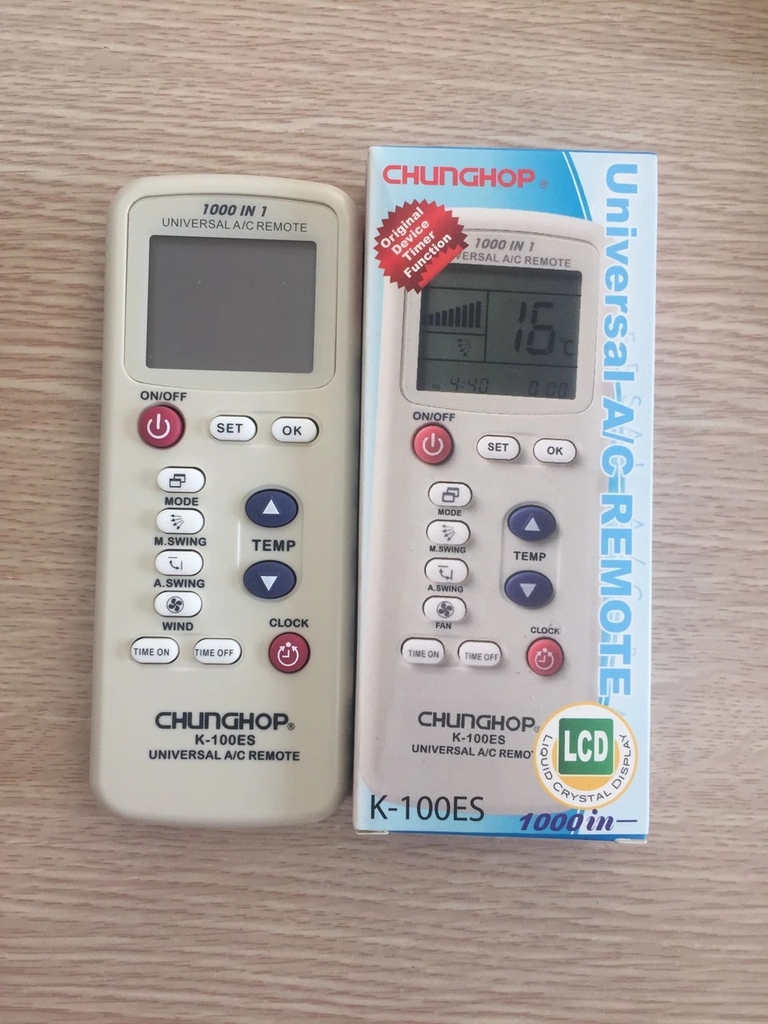 1000 IN 1
UNIVERSAL A/C REMOTE
ON/OFF
SET
OK
MODE
M.SWING
TEMP
A.SWING
WIND
CLOCK
TIME ON
TIME OFF
CHUNGHOP®
K-100ES
UNIVERSAL A/C REMOTE
CHUNGHOP®
Original
Device
Timer
Function
1000 IN 1
VERSAL A/C REMOTE
16°C
4:40
0:00
ON/OFF
SET
OK
MODE
M.SWING
TEMP
A.SWING
FAN
CLOCK
TIME ON
TIME OFF
CHUNGHOP®
K-100ES
UNIVERSAL A/C REMOT
Universal A/C REMOTE
LCD
LIQUID CRYSTAL DISPLAY
K-100ES
1000 in